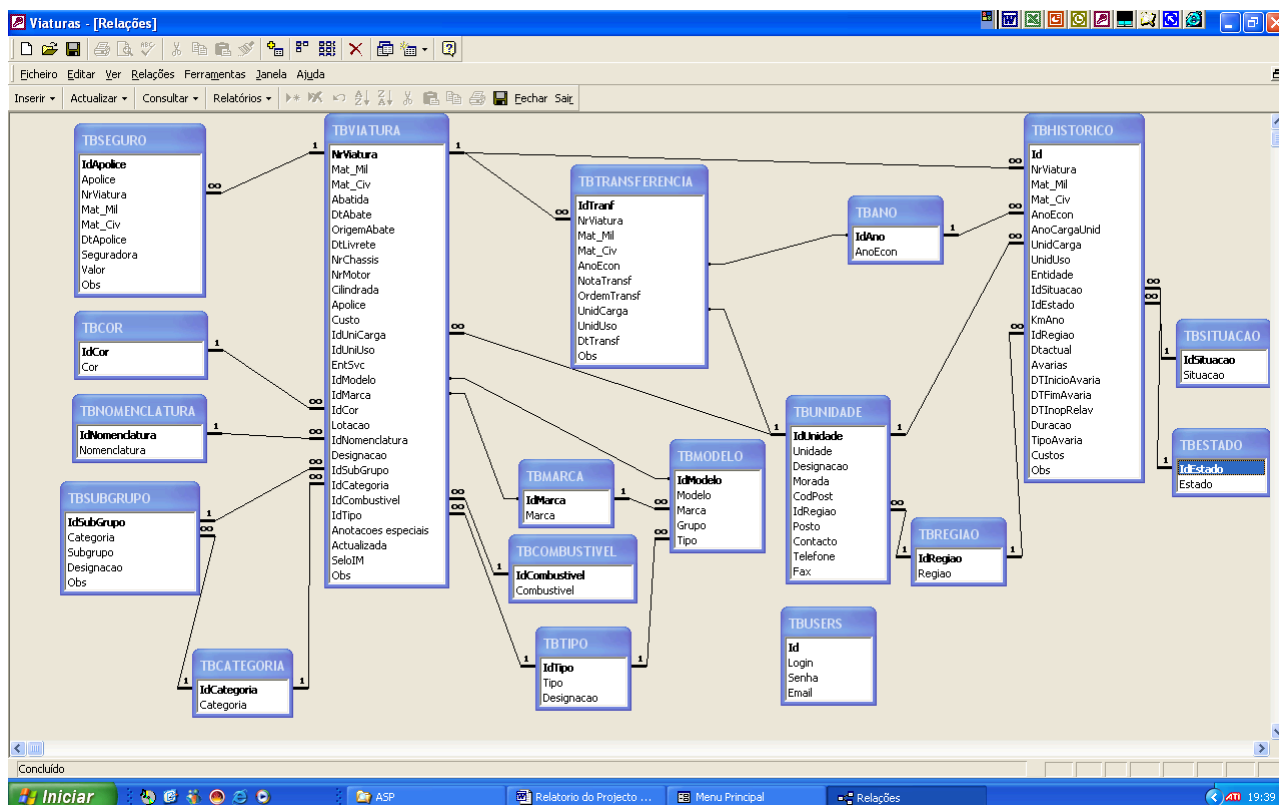 Viaturas - [Relações]
Ficheiro Editar Ver Relações Ferramentas Janela Ajuda
Inserir Actualizar Consultar Relatórios Fechar Sair
TBSEGURO
IdApolice
Apolice
NrViatura
Mat_Mil
Mat_Civ
DtApolice
Seguradora
Valor
Obs
TBCOR
IdCor
Cor
TBNOMENCLATURA
IdNomenclatura
Nomenclatura
TBSUBGRUPO
IdSubGrupo
Categoria
Subgrupo
Designacao
Obs
TBCATEGORIA
IdCategoria
Categoria
TBVIATURA
NrViatura
Mat_Mil
Mat_Civ
Abatida
DtAbate
OrigemAbate
DtLivrete
NrChassis
NrMotor
Cilindrada
Apolice
Custo
IdUniCarga
IdUniUso
EntSvc
IdModelo
IdMarca
IdCor
Lotacao
IdNomenclatura
Designacao
IdSubGrupo
IdCategoria
IdCombustivel
IdTipo
Anotacoes especiais
Actualizada
SeloIM
Obs
TBTRANSFERENCIA
IdTranf
NrViatura
Mat_Mil
Mat_Civ
AnoEcon
NotaTransf
OrdemTransf
UnidCarga
UnidUso
DtTransf
Obs
TBMARCA
IdMarca
Marca
TBCOMBUSTIVEL
IdCombustivel
Combustivel
TBTIPO
IdTipo
Tipo
Designacao
TBMODELO
IdModelo
Modelo
Marca
Grupo
Tipo
TBANO
IdAno
AnoEcon
TBUNIDADE
IdUnidade
Unidade
Designacao
Morada
CodPost
IdRegiao
Posto
Contacto
Telefone
Fax
TBUSERS
Id
Login
Senha
Email
TBREGIAO
IdRegiao
Regiao
TBHISTORICO
Id
NrViatura
Mat_Mil
Mat_Civ
AnoEcon
AnoCargaUnid
UnidCarga
UnidUso
Entidade
IdSituacao
IdEstado
KmAno
IdRegiao
Dtactual
Avarias
DTInicioAvaria
DTFimAvaria
DTInopRelav
Duracao
TipoAvaria
Custos
Obs
TBSITUACAO
IdSituacao
Situacao
TBESTADO
IdEstado
Estado
Concluído
Iniciar ASP Relatorio do Projecto ... Menu Principal Relações ATI 19:39